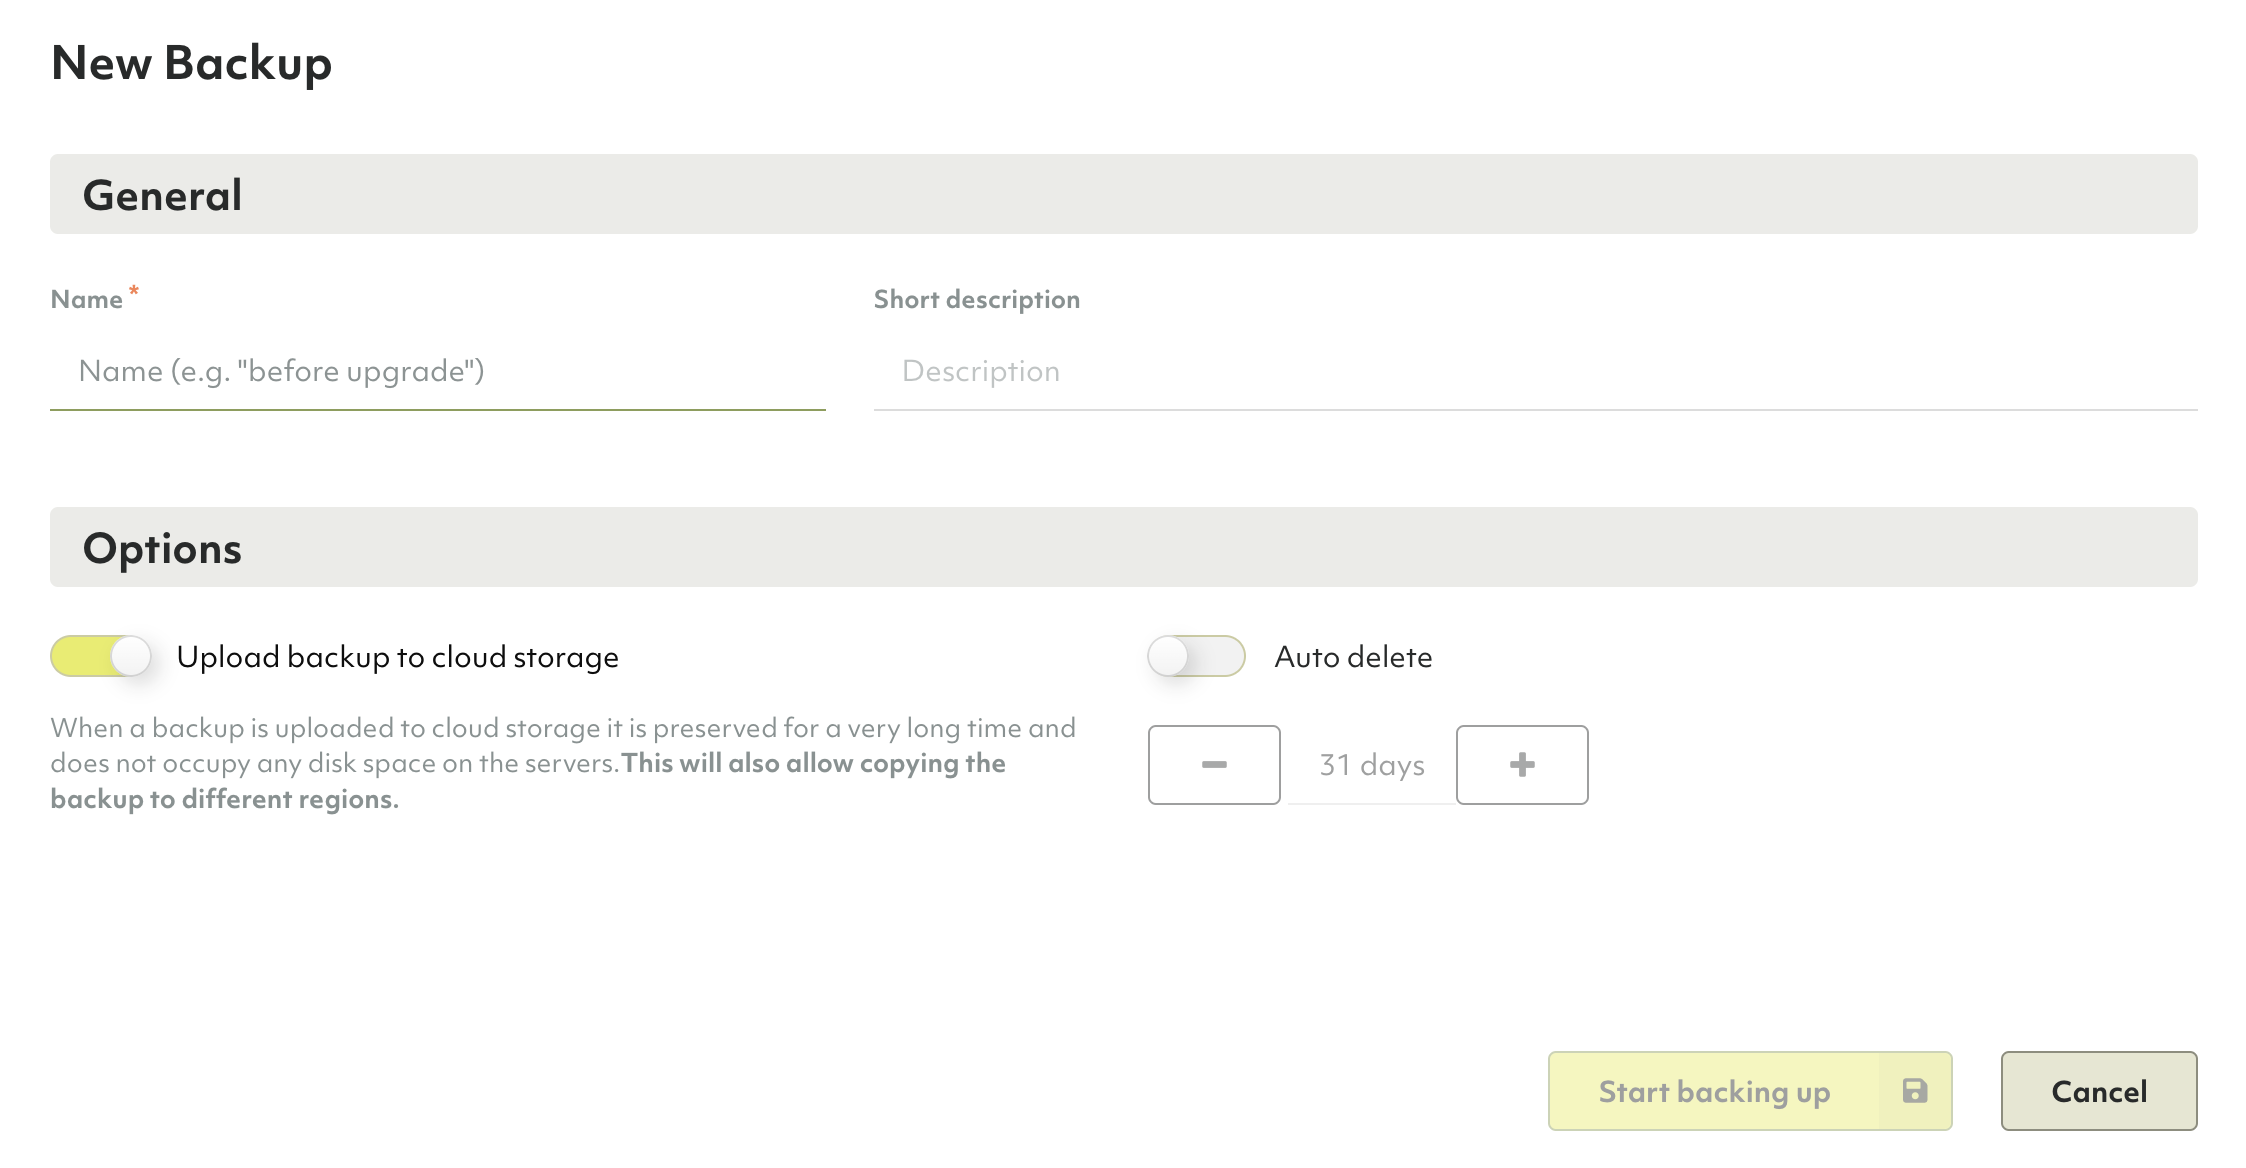 New Backup
General
Name *
Short description
Name (e.g. "before upgrade")
Description
Options
Upload backup to cloud storage
When a backup is uploaded to cloud storage it is preserved for a very long time and
does not occupy any disk space on the servers.This will also allow copying the
backup to different regions.
Auto delete
31 days
Start backing up
Cancel